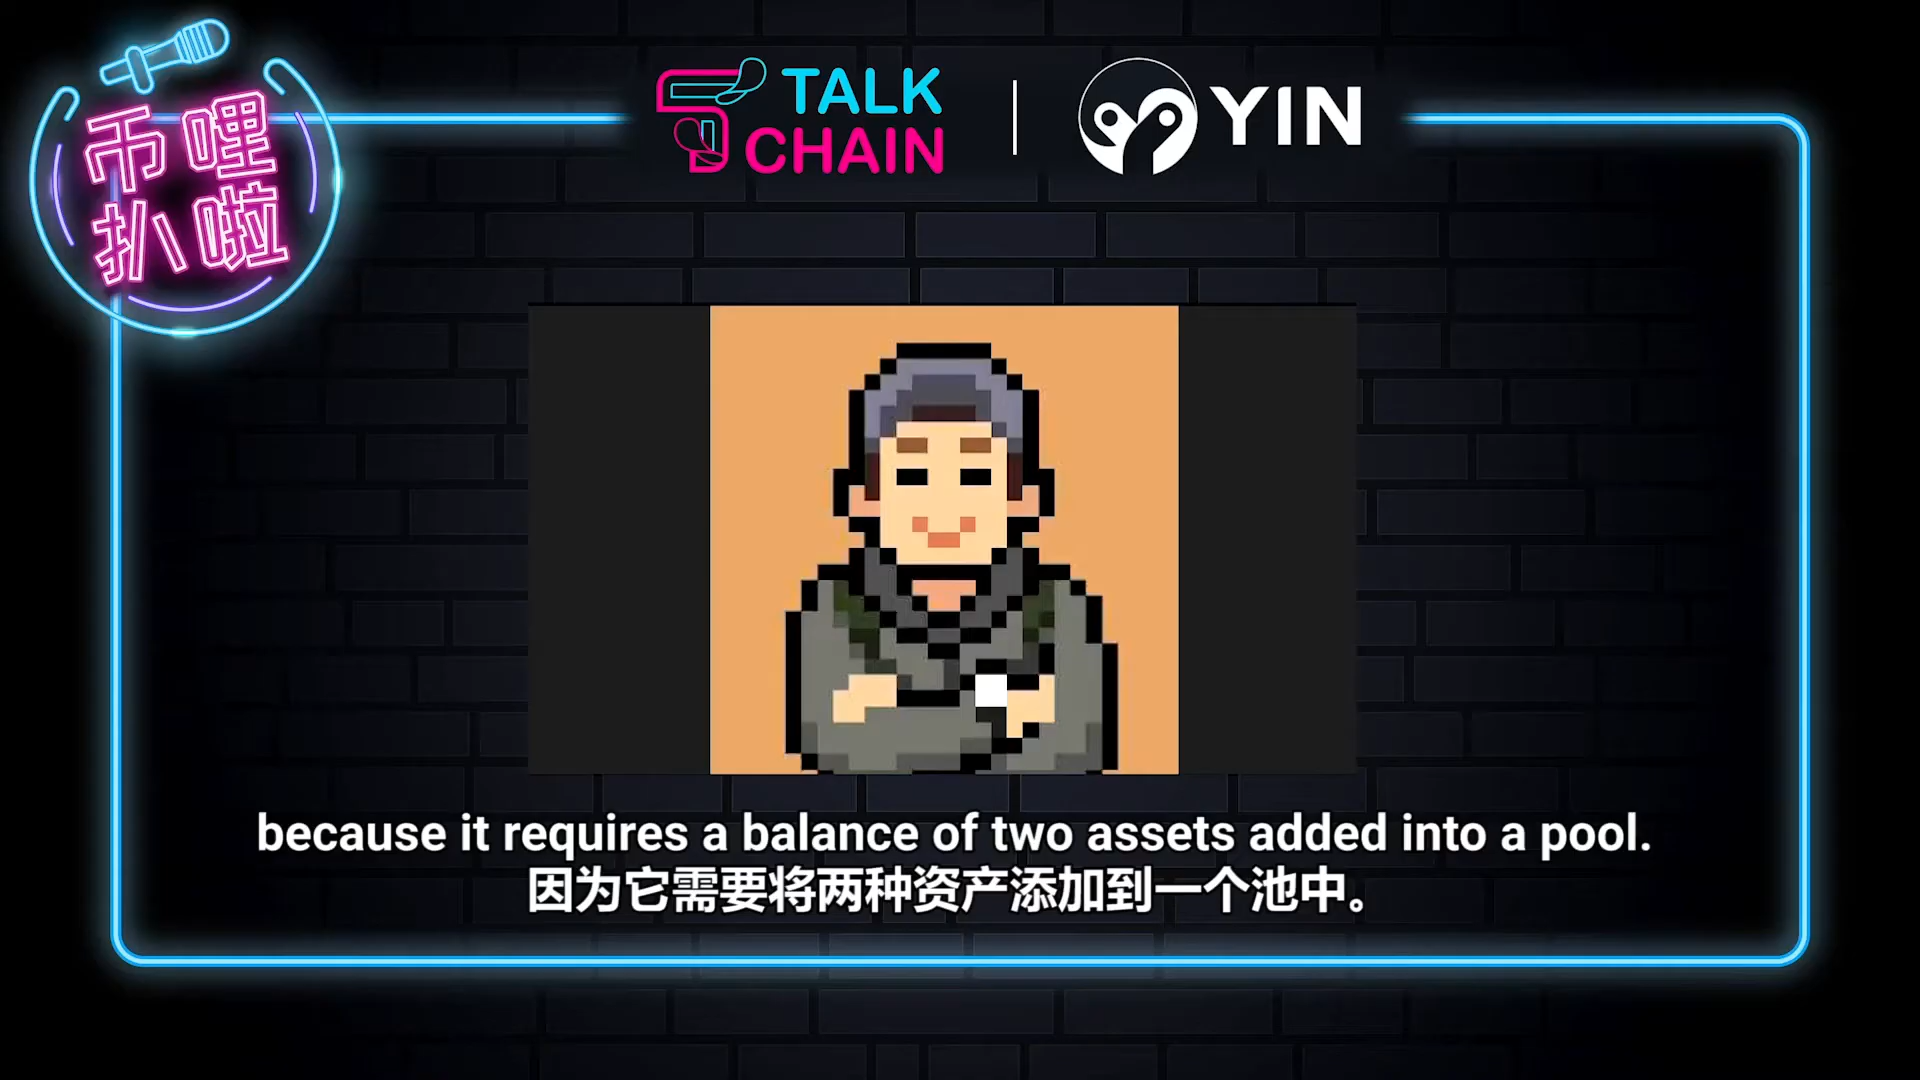 币哩
扒啦
TALK
CHAIN
YIN
because it requires a balance of two assets added into a pool.
因为它需要将两种资产添加到一个池中。